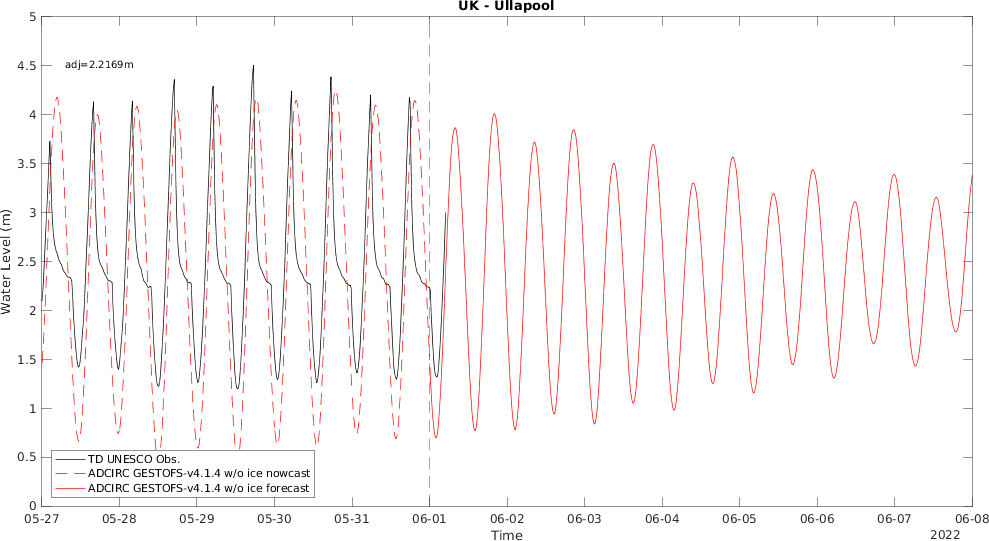 UK - Ullapool
5
4.5
4
3.5
3
2.5
2
1.5
1
0.5
0
Water Level (m)
adj=2.2169m
TD UNESCO Obs.
ADCIRC GESTOFS-v4.1.4 w/o ice nowcast
ADCIRC GESTOFS-v4.1.4 w/o ice forecast
05-27 05-28 05-29 05-30 05-31 06-01 06-02 06-03 06-04 06-05 06-06 06-07 06-08
Time
2022